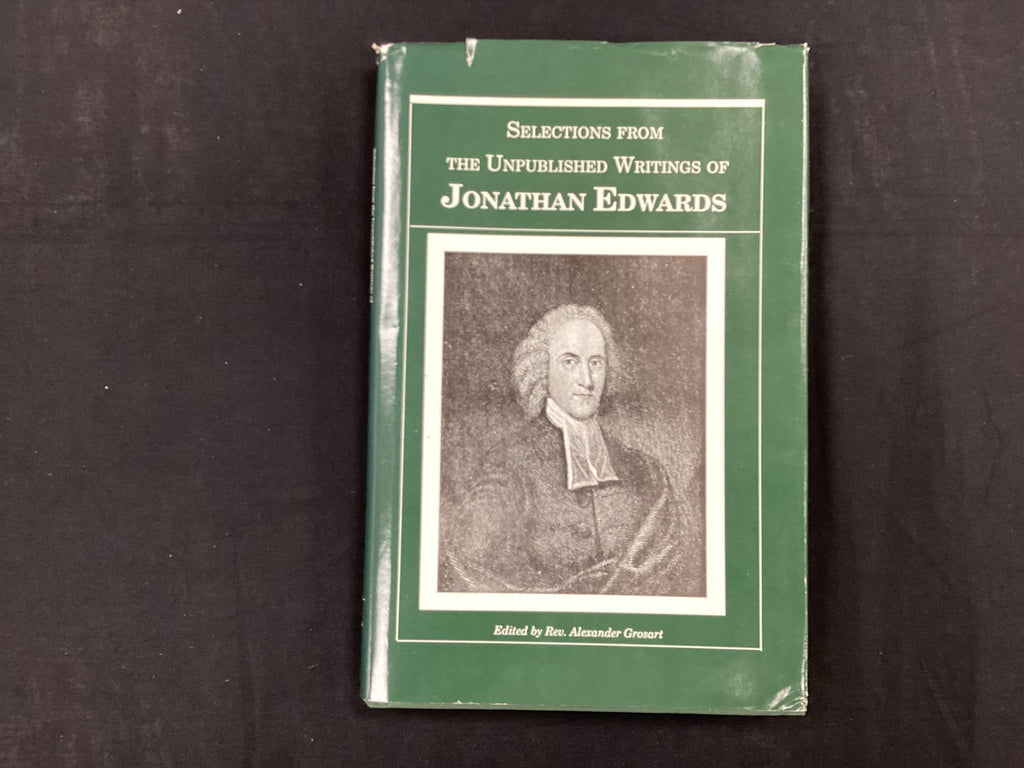 Selections from
the Unpublished Writings of
Jonathan Edwards
Edited by Rev. Alexander Grosart